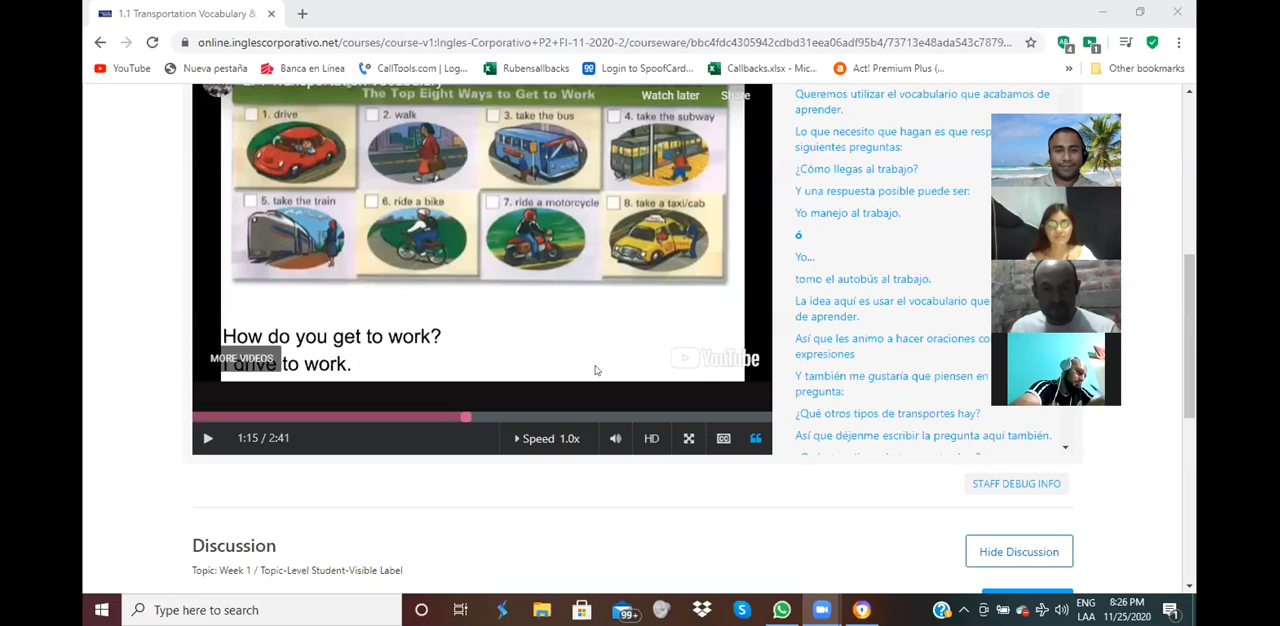 1.1 Transportation Vocabulary &
online.inglescorporativo.net/courses/course-v1:Ingles-Corporativo+P2+FI-11-2020-2/courseware/bbc4fdc4305942cdbd31eea06adf95b4/73713e48ada543c7879...
YouTube
Nueva pestaña
Banca en Línea
CallTools.com | Log...
Rubensallbacks
Login to SpoofCard...
Callbacks.xlsx - Mic...
Act! Premium Plus (...
»
Other bookmarks
The Top Eight Ways to Get to Work
Watch later
Share
1. drive
2. walk
3. take the bus
4. take the subway
5. take the train
6. ride a bike
7. ride a motorcycle
8. take a taxi/cab
How do you get to work?
MORE VIDEOS
I drive to work.
YouTube
1:15 / 2:41
Speed 1.0x
HD
Queremos utilizar el vocabulario que acabamos de
aprender.
Lo que necesito que hagan es que resp
siguientes preguntas:
¿Cómo llegas al trabajo?
Y una respuesta posible puede ser:
Yo manejo al trabajo.
ó
Yo...
tomo el autobús al trabajo.
La idea aquí es usar el vocabulario que
de aprender.
Así que les animo a hacer oraciones co
expresiones
Y también me gustaría que piensen en
pregunta:
¿Qué otros tipos de transportes hay?
Así que déjenme escribir la pregunta aquí también.
STAFF DEBUG INFO
Discussion
Hide Discussion
Topic: Week 1 / Topic-Level Student-Visible Label
Type here to search
99+
ENG
LAA
8:26 PM
11/25/2020